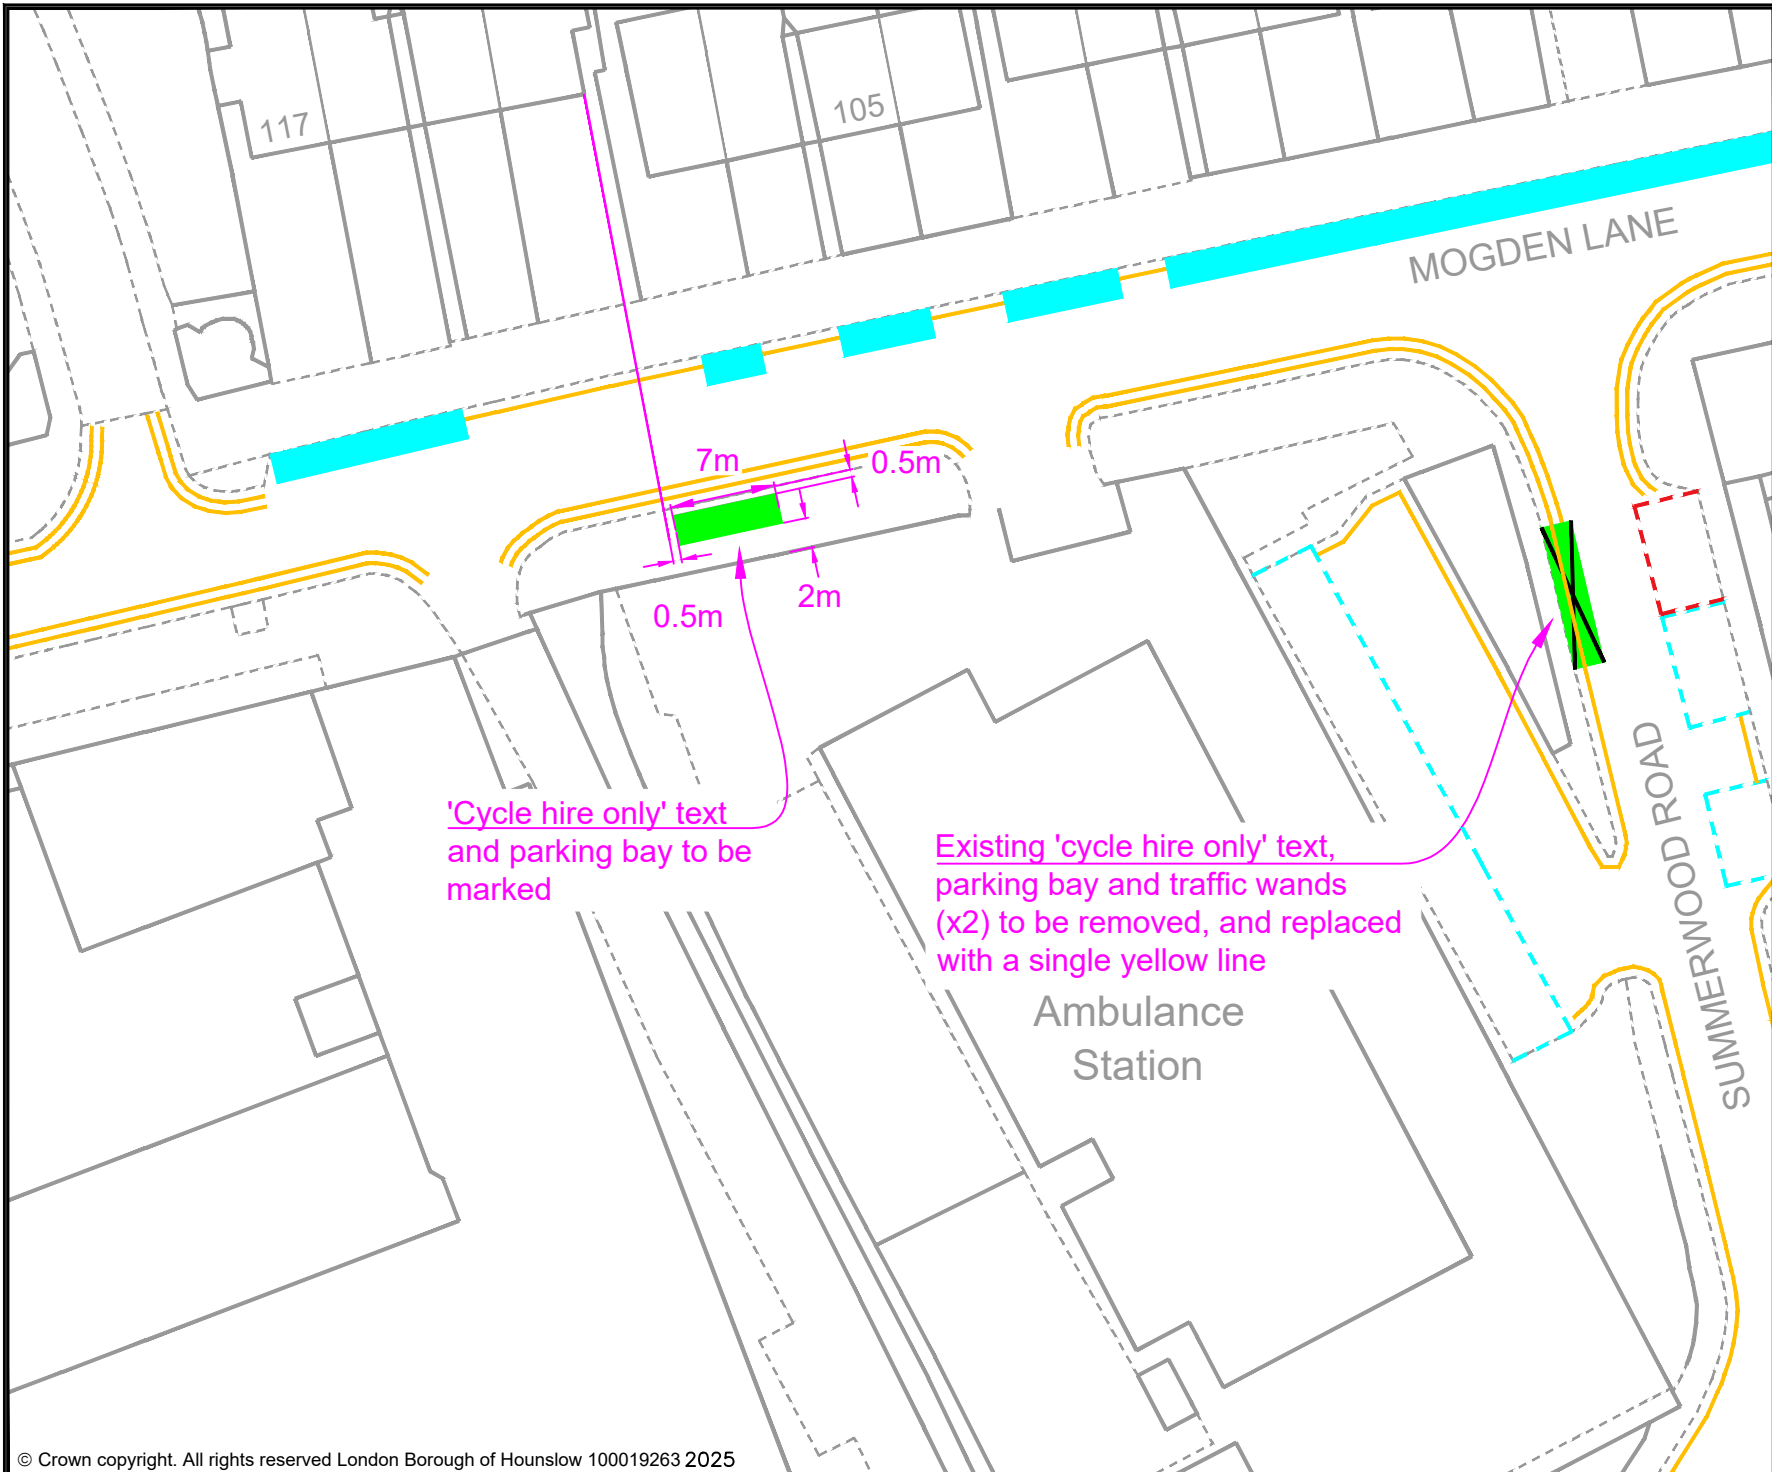 117
105
MOGDEN LANE
7m
0.5m
2m
0.5m
SUMMERWOOD ROAD
'Cycle hire only' text
and parking bay to be
marked
Existing 'cycle hire only' text,
parking bay and traffic wands
(x2) to be removed, and replaced
with a single yellow line
Ambulance
Station
© Crown copyright. All rights reserved London Borough of Hounslow 100019263 2025